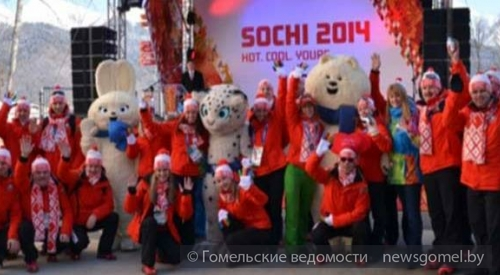 SOCHI 2014
HOT. COOL. YOURS.
© Гомельские ведомости newsgomel.by